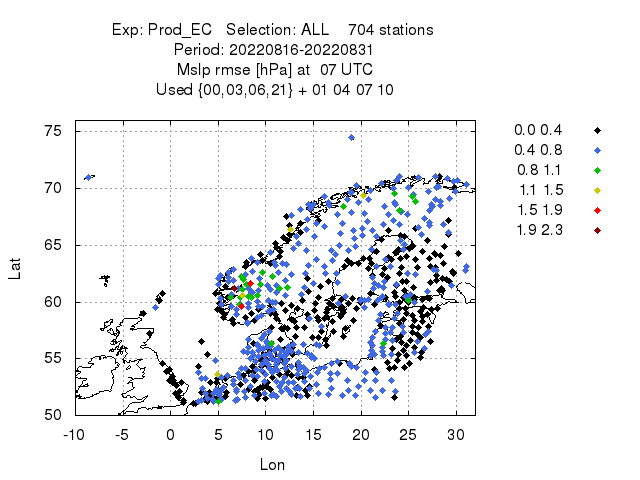 Exp: Prod_EC   Selection: ALL    704 stations
Period: 20220816-20220831
Mslp rmse [hPa] at  07 UTC
Used {00,03,06,21} + 01 04 07 10
75
70
65
60
55
50
Lat
-10 -5 0 5 10 15 20 25 30
Lon
0.0 0.4
0.4 0.8
0.8 1.1
1.1 1.5
1.5 1.9
1.9 2.3